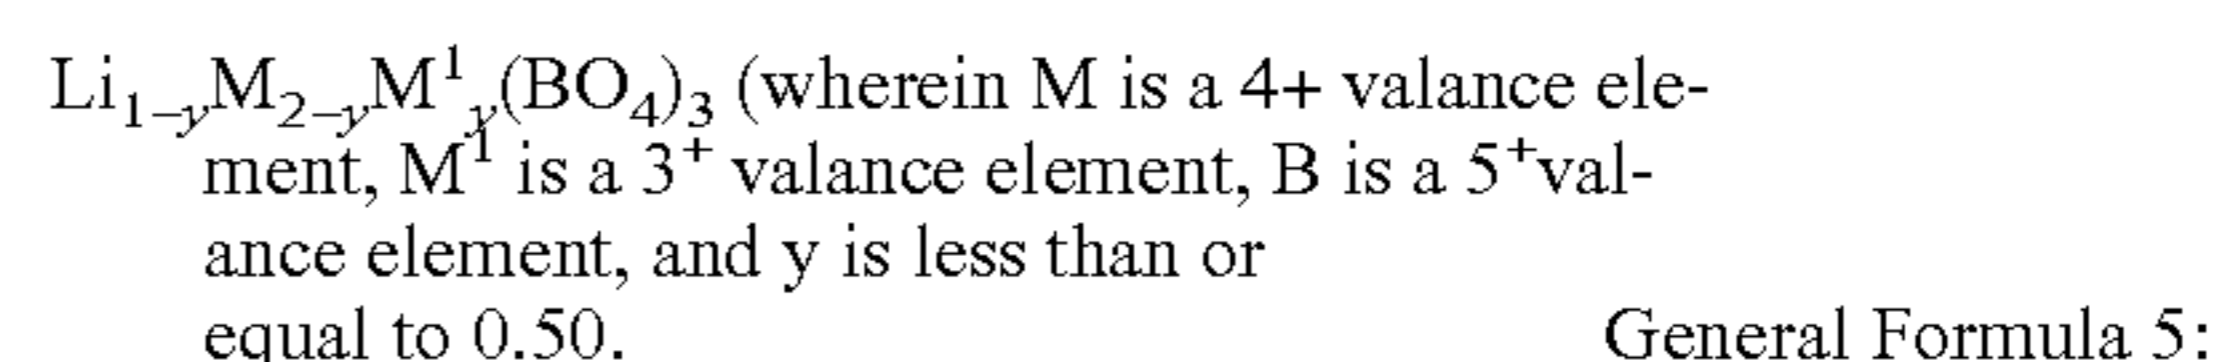 Li₁₋yM₂₋yM¹y(BO₄)₃ (wherein M is a 4+ valance ele-
ment, M¹ is a 3⁺ valance element, B is a 5⁺val-
ance element, and y is less than or
equal to 0.50. General Formula 5: